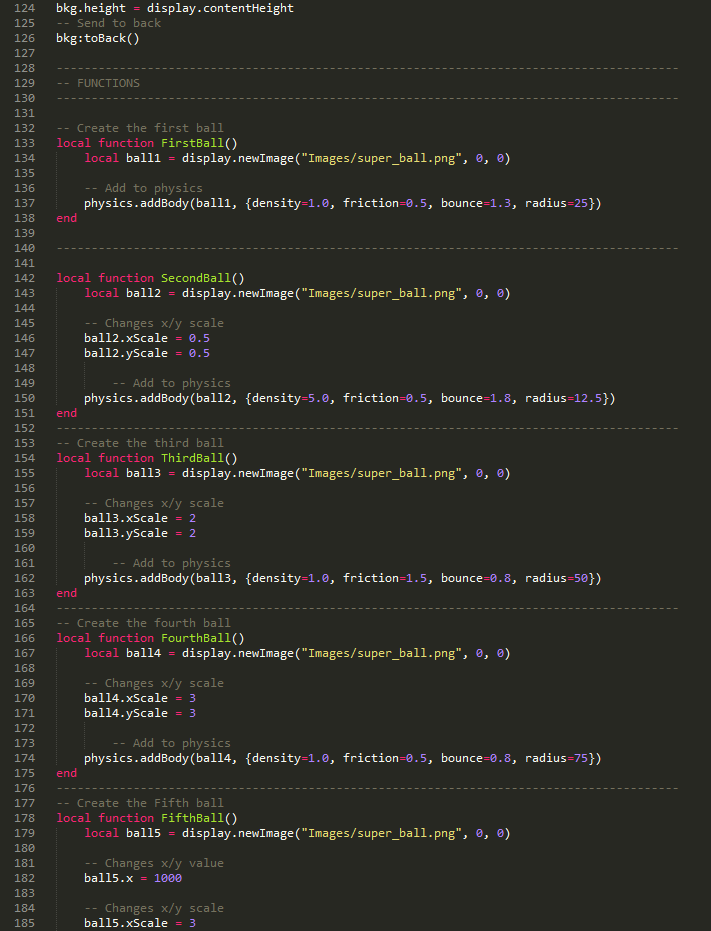 124 bkg.height = display.contentHeight
125 -- Send to back
126 bkg:toBack()
127
128 -----------------------------------------------------------------------------------------
129 -- FUNCTIONS
130 -----------------------------------------------------------------------------------------
131
132 -- Create the first ball
133 local function FirstBall()
134 local ball1 = display.newImage("Images/super_ball.png", 0, 0)
135
136 -- Add to physics
137 physics.addBody(ball1, {density=1.0, friction=0.5, bounce=1.3, radius=25})
138 end
139
140 -----------------------------------------------------------------------------------------
141
142 local function SecondBall()
143 local ball2 = display.newImage("Images/super_ball.png", 0, 0)
144
145 -- Changes x/y scale
146 ball2.xScale = 0.5
147 ball2.yScale = 0.5
148
149 -- Add to physics
150 physics.addBody(ball2, {density=5.0, friction=0.5, bounce=1.8, radius=12.5})
151 end
152 -----------------------------------------------------------------------------------------
153 -- Create the third ball
154 local function ThirdBall()
155 local ball3 = display.newImage("Images/super_ball.png", 0, 0)
156
157 -- Changes x/y scale
158 ball3.xScale = 2
159 ball3.yScale = 2
160
161 -- Add to physics
162 physics.addBody(ball3, {density=1.0, friction=1.5, bounce=0.8, radius=50})
163 end
164 -----------------------------------------------------------------------------------------
165 -- Create the fourth ball
166 local function FourthBall()
167 local ball4 = display.newImage("Images/super_ball.png", 0, 0)
168
169 -- Changes x/y scale
170 ball4.xScale = 3
171 ball4.yScale = 3
172
173 -- Add to physics
174 physics.addBody(ball4, {density=1.0, friction=0.5, bounce=0.8, radius=75})
175 end
176 -----------------------------------------------------------------------------------------
177 -- Create the Fifth ball
178 local function FifthBall()
179 local ball5 = display.newImage("Images/super_ball.png", 0, 0)
180
181 -- Changes x/y value
182 ball5.x = 1000
183
184 -- Changes x/y scale
185 ball5.xScale = 3